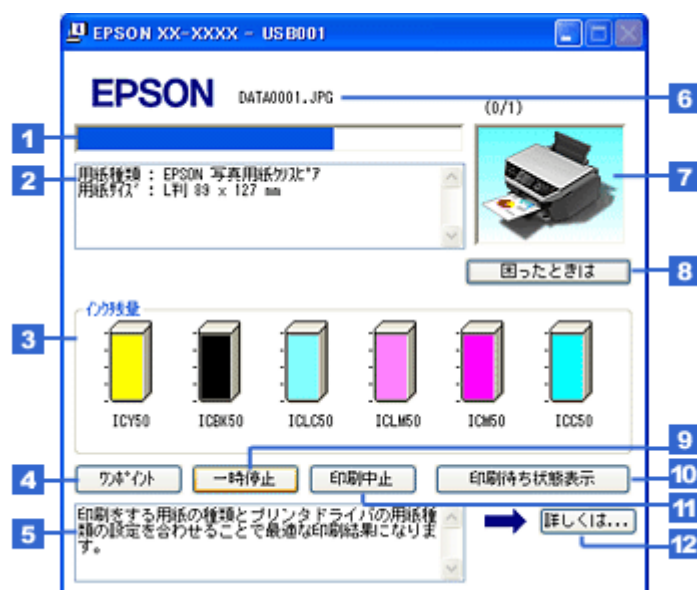 EPSON XX-XXXX - USB001
EPSON
DATA0001.JPG
6
(0/1)
1
2
用紙種類 : EPSON 写真用紙ｸﾘｽﾋﾟｱ
用紙ｻｲｽﾞ : L判 89 x 127 mm
7
困ったときは
8
ｲﾝｸ残量
3
ICY50
ICBK50
ICLC50
ICLM50
ICM50
ICC50
9
4
ﾜﾝﾎﾟｲﾝﾄ
一時停止
印刷中止
印刷待ち状態表示
10
11
5
印刷をする用紙の種類とプリンタドライバの用紙種
類の設定を合わせることで最適な印刷結果になりま
す。
詳しくは...
12